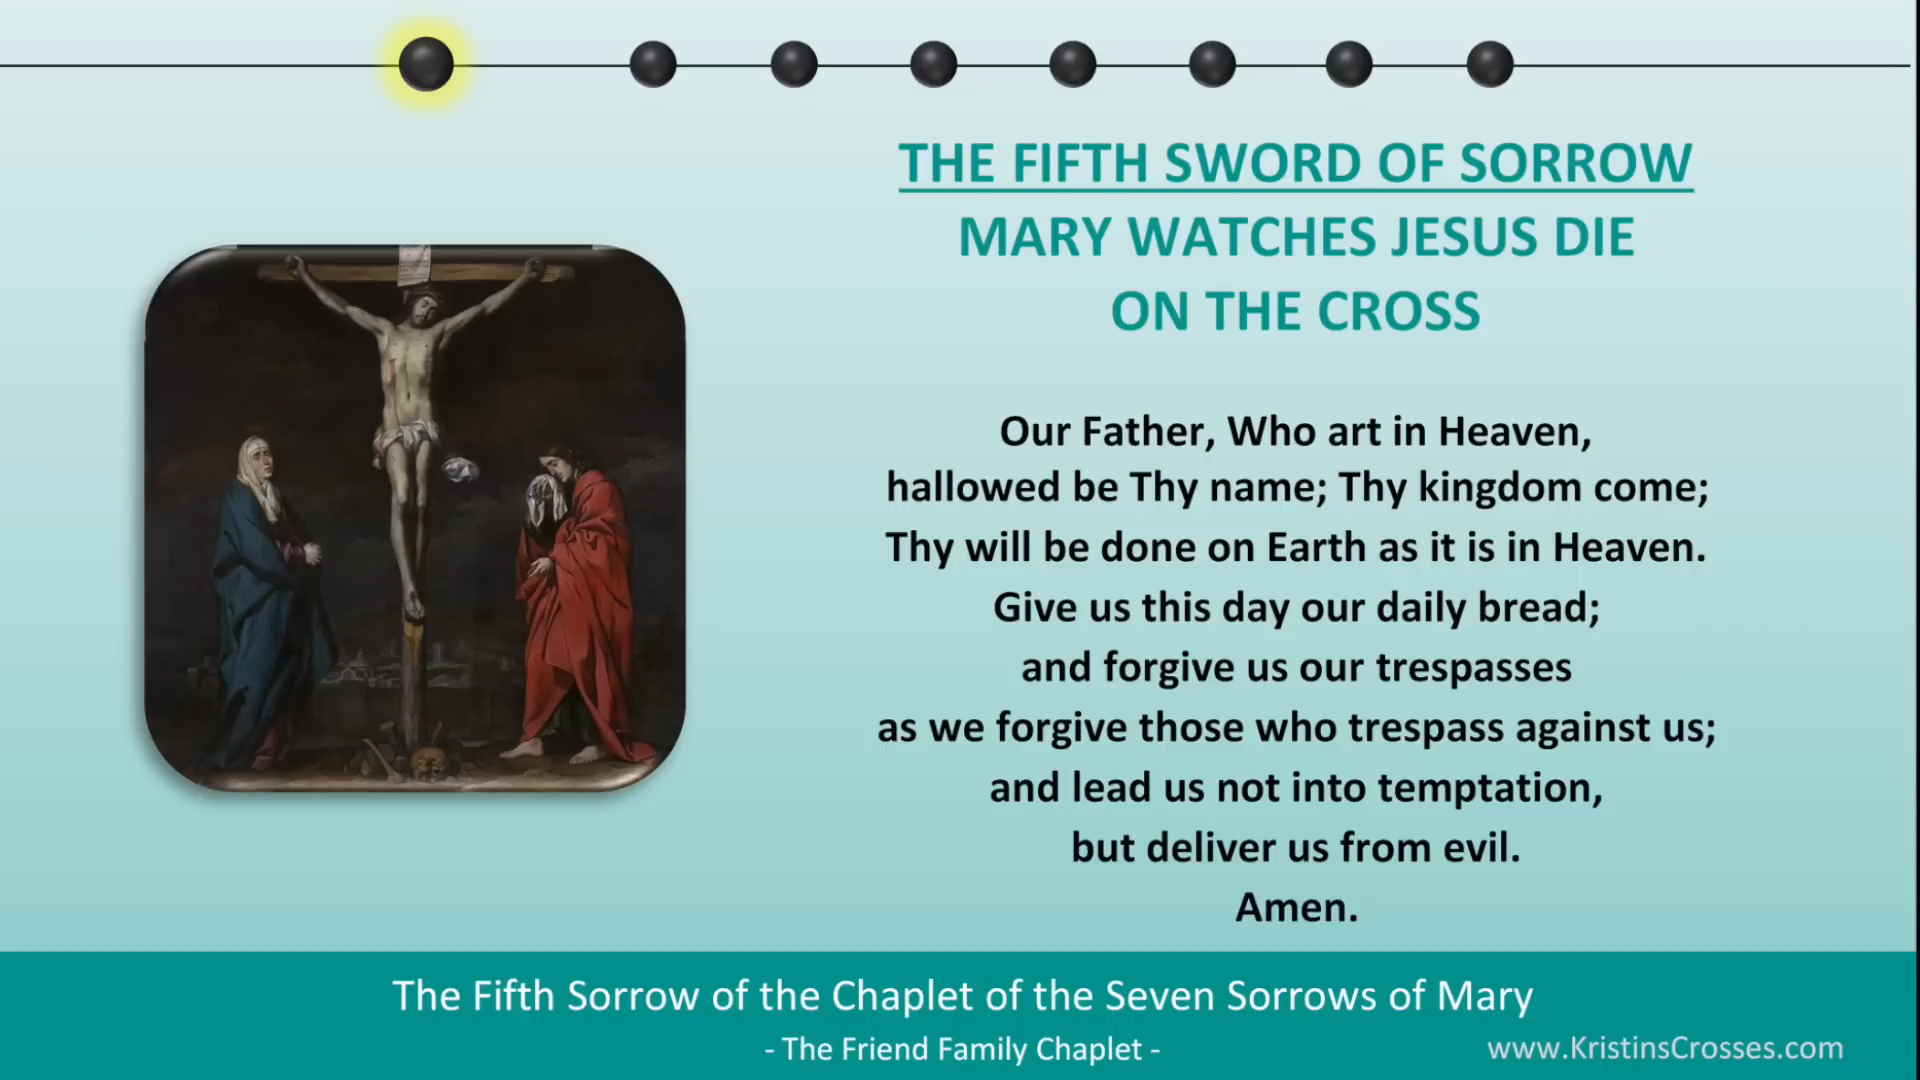 THE FIFTH SWORD OF SORROW
MARY WATCHES JESUS DIE
ON THE CROSS
Our Father, Who art in Heaven,
hallowed be Thy name; Thy kingdom come;
Thy will be done on Earth as it is in Heaven.
Give us this day our daily bread;
and forgive us our trespasses
as we forgive those who trespass against us;
and lead us not into temptation,
but deliver us from evil.
Amen.
The Fifth Sorrow of the Chaplet of the Seven Sorrows of Mary
- The Friend Family Chaplet -
www.KristinsCrosses.com